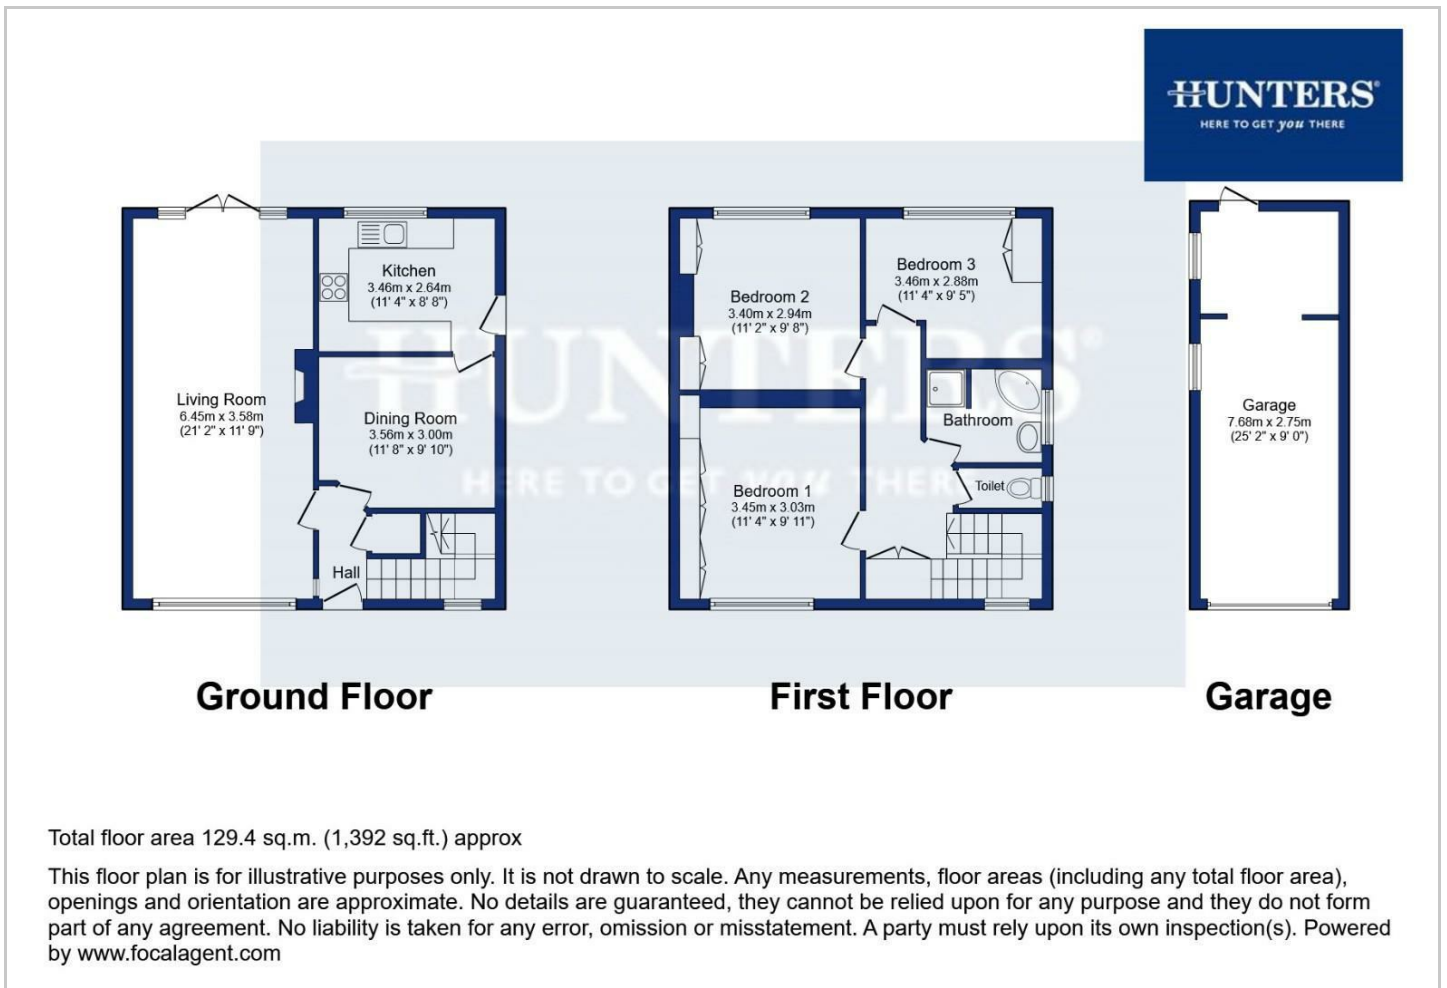 HUNTERS®
HERE TO GET you THERE
Kitchen
3.46m x 2.64m
(11' 4" x 8' 8")
Living Room
6.45m x 3.58m
(21' 2" x 11' 9")
Dining Room
3.56m x 3.00m
(11' 8" x 9' 10")
Hall
Ground Floor
Bedroom 2
3.40m x 2.94m
(11' 2" x 9' 8")
Bedroom 3
3.46m x 2.88m
(11' 4" x 9' 5")
Bathroom
Toilet
Bedroom 1
3.45m x 3.03m
(11' 4" x 9' 11")
First Floor
Garage
7.68m x 2.75m
(25' 2" x 9' 0")
Garage
HUNTERS®
HERE TO GET you THERE
Total floor area 129.4 sq.m. (1,392 sq.ft.) approx
This floor plan is for illustrative purposes only. It is not drawn to scale. Any measurements, floor areas (including any total floor area),
openings and orientation are approximate. No details are guaranteed, they cannot be relied upon for any purpose and they do not form
part of any agreement. No liability is taken for any error, omission or misstatement. A party must rely upon its own inspection(s). Powered
by www.focalagent.com